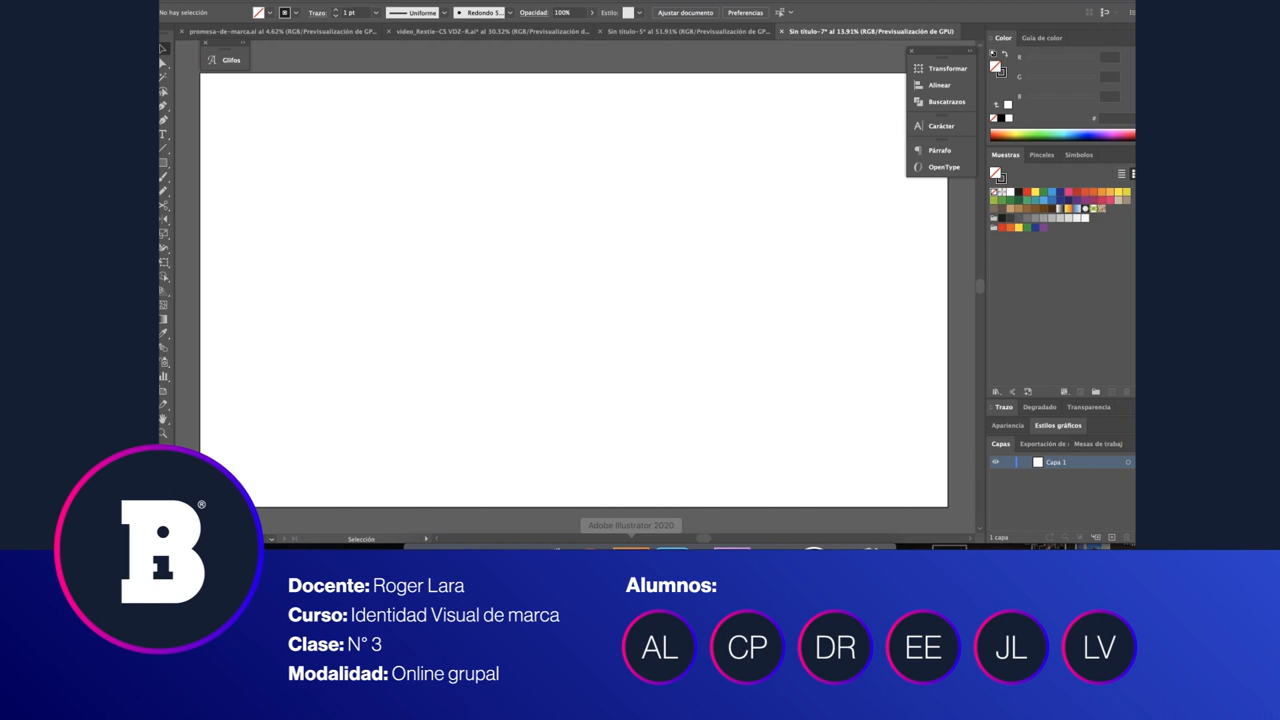 No hay selección
Trazo: 1 pt Uniforme Redondo S... Opacidad: 100% Estilo: Ajustar documento Preferencias
promesa-de-marca.ai al 4.62% (RGB/Previsualización de GP... video_Restie-CS VDZ-R.ai* al 30.32% (RGB/Previsualización d... Sin título-5* al 51.91% (RGB/Previsualización de GP... Sin título-7* al 13.91% (RGB/Previsualización de GPU)
Glifos
Transformar
Alinear
Buscatrazos
Carácter
Párrafo
OpenType
Color Guía de color
R
G
B
#
Muestras Pinceles Símbolos
Trazo Degradado Transparencia
Apariencia Estilos gráficos
Capas Exportación de Mesas de trabaj
Capa 1
1 capa
Selección
Adobe Illustrator 2020
Bi®
Docente: Roger Lara
Curso: Identidad Visual de marca
Clase: N° 3
Modalidad: Online grupal
Alumnos:
AL CP DR EE JL LV